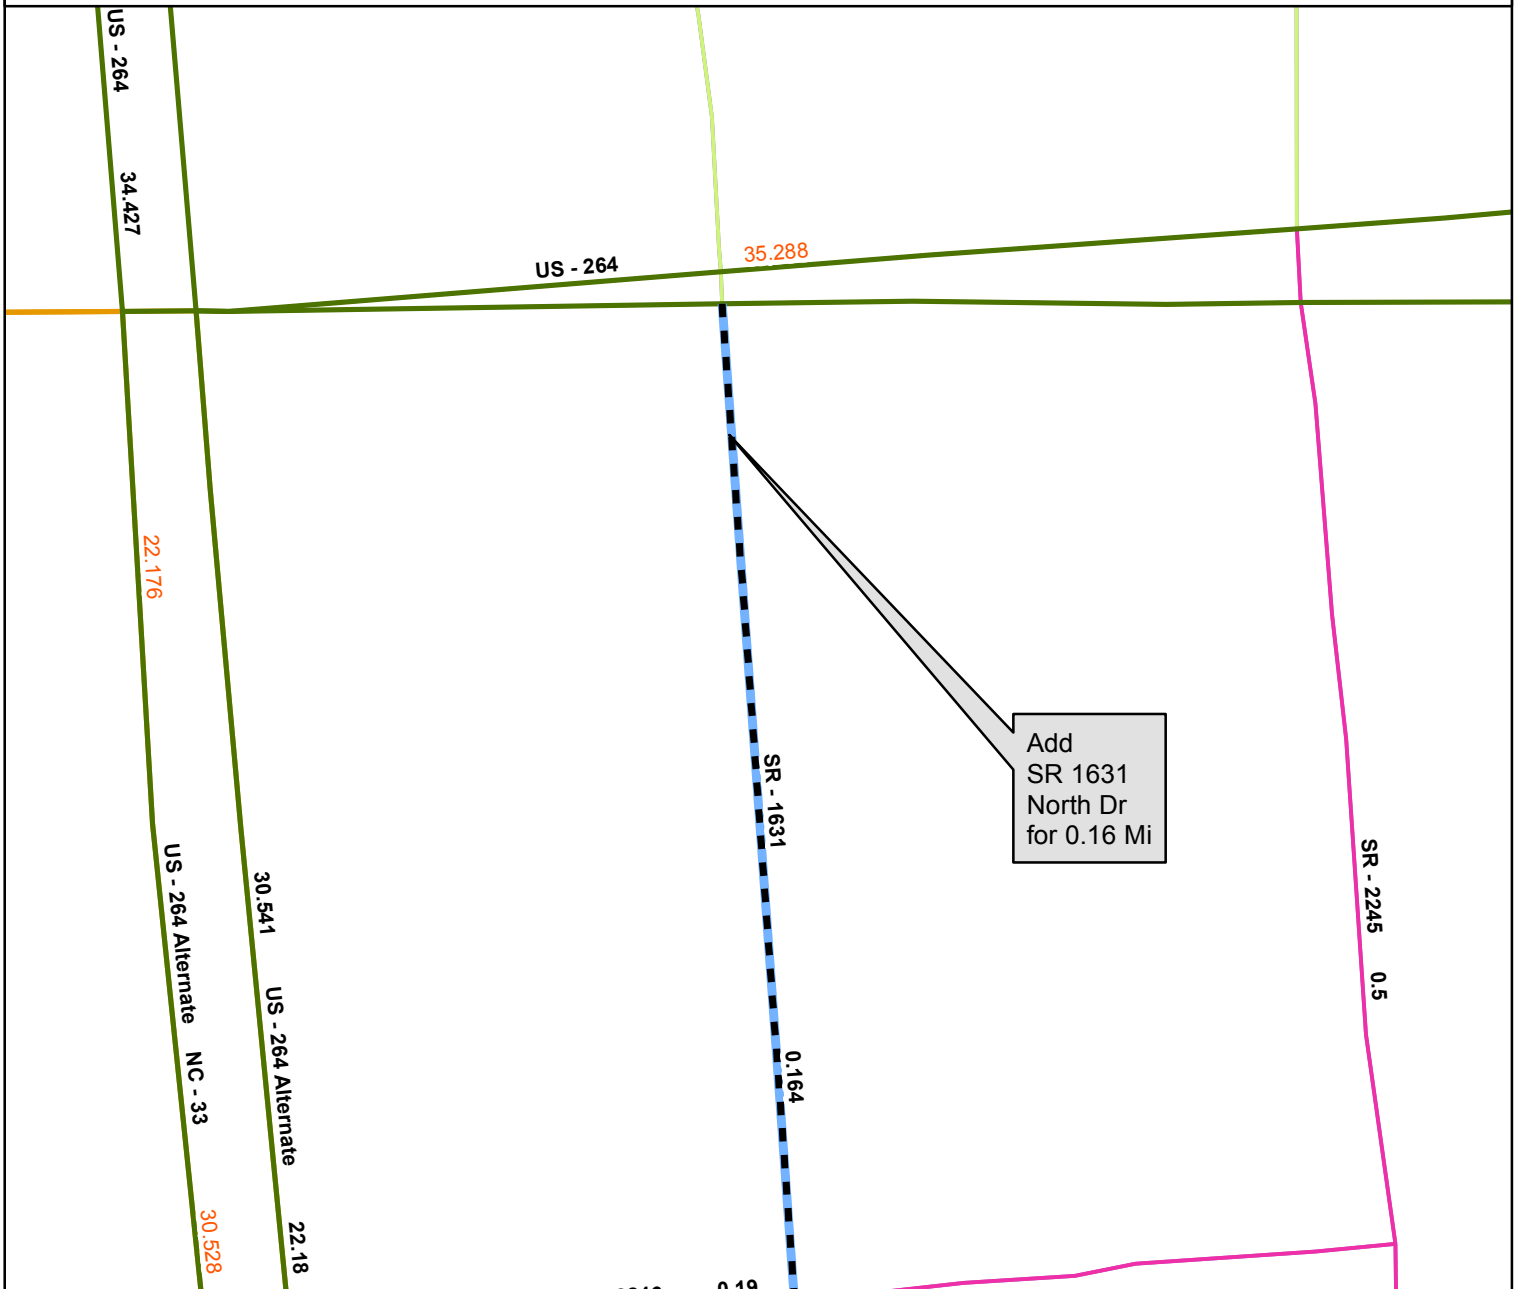 US - 264
34.427
US - 264
35.288
22.176
Add
SR 1631
North Dr
for 0.16 Mi
SR - 1631
0.164
SR - 2245
0.5
US - 264 Alternate
NC - 33
30.528
30.541
US - 264 Alternate
22.18
0.19